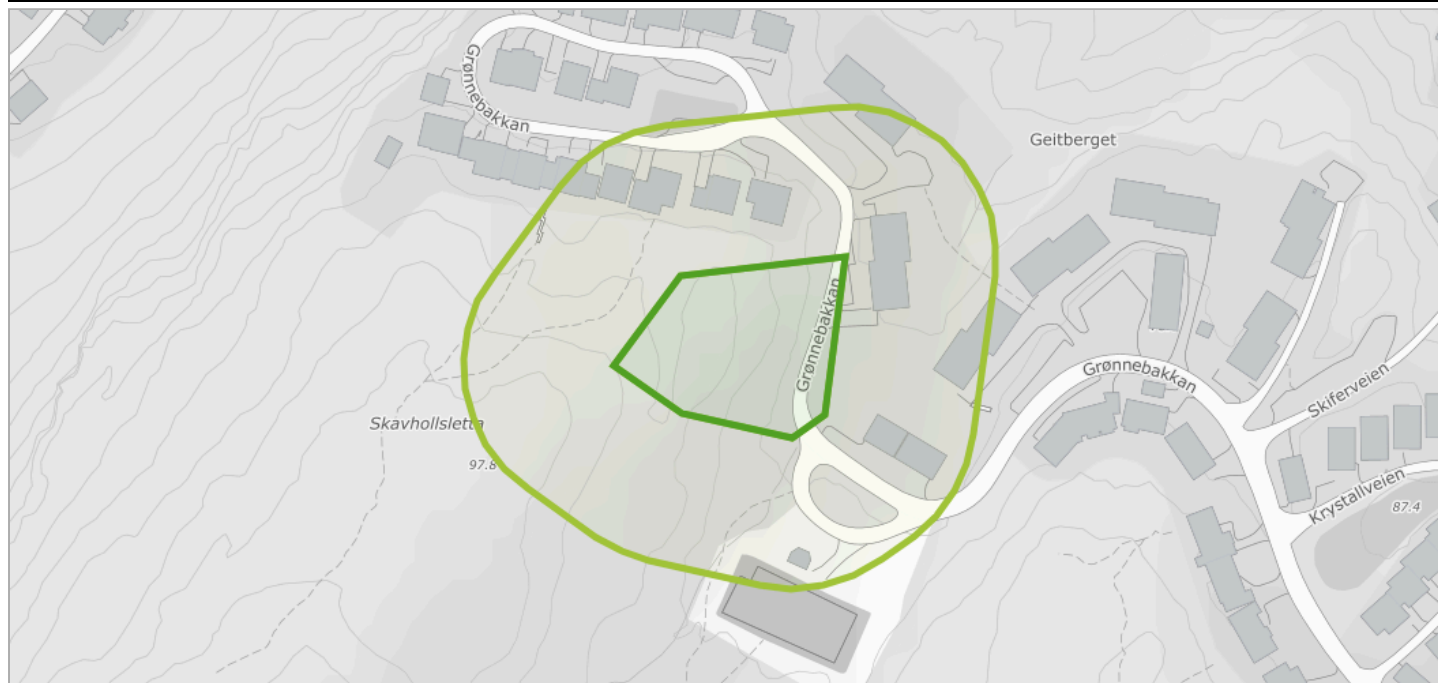 Grønnebakkan
Geitberget
Grønnebakkan
Grønnebakkan
Skiferveien
Skavhollsletta
97.8
Krystallveien
87.4